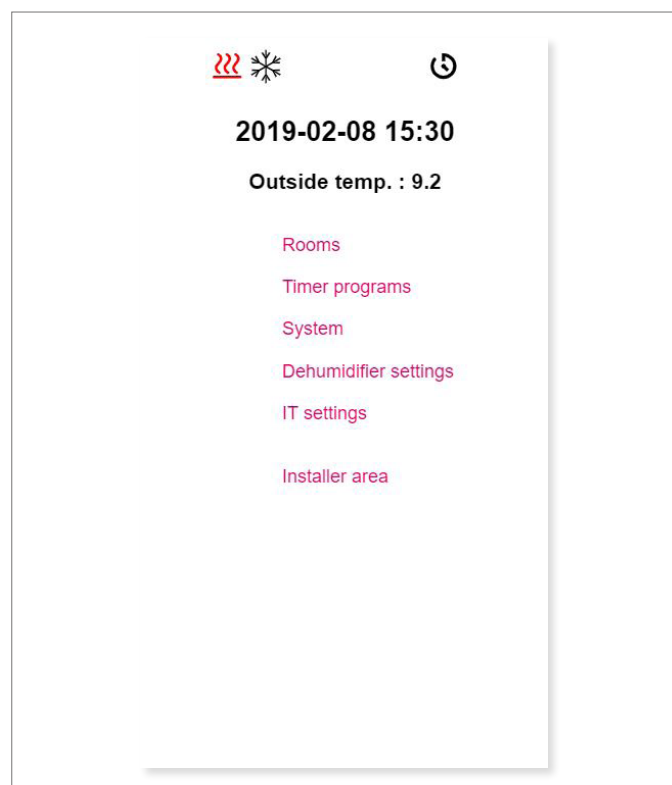 2019-02-08 15:30
Outside temp. : 9.2
Rooms
Timer programs
System
Dehumidifier settings
IT settings
Installer area